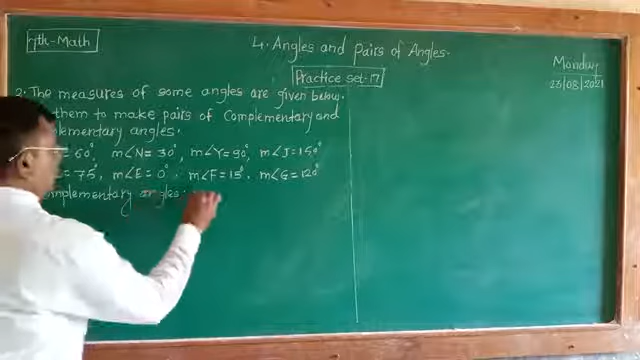 7th-Math
4. Angles and Pairs of Angles.
Practice set-17
Monday
23|08|2021
2. The measures of some angles are given below.
them to make pairs of Complementary and
plementary angles.
= 60°, m∠N= 30°, m∠Y= 90°, m∠J=150°
= 75°, m∠E= 0°, m∠F=15°, m∠G=120°
omplementary angles.